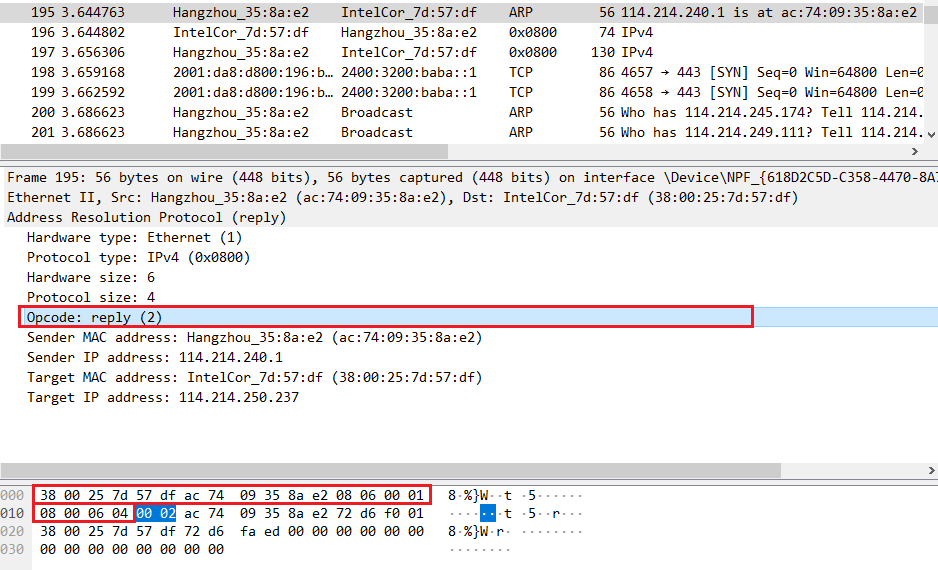 195 3.644763 Hangzhou_35:8a:e2 IntelCor_7d:57:df ARP 56 114.214.240.1 is at ac:74:09:35:8a:e2
196 3.644802 IntelCor_7d:57:df Hangzhou_35:8a:e2 0x0800 74 IPv4
197 3.656306 Hangzhou_35:8a:e2 IntelCor_7d:57:df 0x0800 130 IPv4
198 3.659168 2001:da8:d800:196:b… 2400:3200:baba::1 TCP 86 4657 → 443 [SYN] Seq=0 Win=64800 Len=0
199 3.662592 2001:da8:d800:196:b… 2400:3200:baba::1 TCP 86 4658 → 443 [SYN] Seq=0 Win=64800 Len=0
200 3.686623 Hangzhou_35:8a:e2 Broadcast ARP 56 Who has 114.214.245.174? Tell 114.214.
201 3.686623 Hangzhou_35:8a:e2 Broadcast ARP 56 Who has 114.214.249.111? Tell 114.214.
Frame 195: 56 bytes on wire (448 bits), 56 bytes captured (448 bits) on interface \Device\NPF_{618D2C5D-C358-4470-8A7
Ethernet II, Src: Hangzhou_35:8a:e2 (ac:74:09:35:8a:e2), Dst: IntelCor_7d:57:df (38:00:25:7d:57:df)
Address Resolution Protocol (reply)
Hardware type: Ethernet (1)
Protocol type: IPv4 (0x0800)
Hardware size: 6
Protocol size: 4
Opcode: reply (2)
Sender MAC address: Hangzhou_35:8a:e2 (ac:74:09:35:8a:e2)
Sender IP address: 114.214.240.1
Target MAC address: IntelCor_7d:57:df (38:00:25:7d:57:df)
Target IP address: 114.214.250.237
000 38 00 25 7d 57 df ac 74 09 35 8a e2 08 06 00 01 8·%}W··t ·5······
010 08 00 06 04 00 02 ac 74 09 35 8a e2 72 d6 f0 01 ·······t ·5··r···
020 38 00 25 7d 57 df 72 d6 fa ed 00 00 00 00 00 00 8·%}W·r· ········
030 00 00 00 00 00 00 00 00 ········